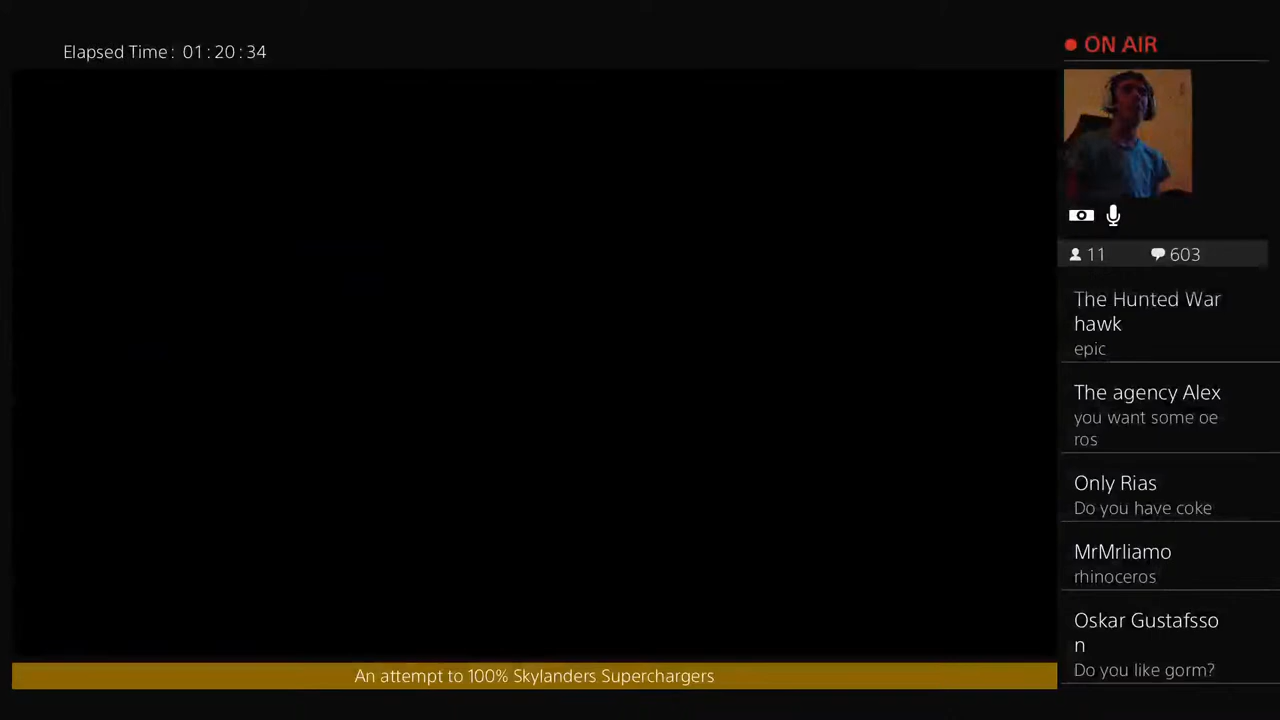 Elapsed Time: 01:20:34
ON AIR
11 603
The Hunted War
hawk
epic
The agency Alex
you want some oe
ros
Only Rias
Do you have coke
MrMrliamo
rhinoceros
Oskar Gustafsso
n
Do you like gorm?
An attempt to 100% Skylanders Superchargers